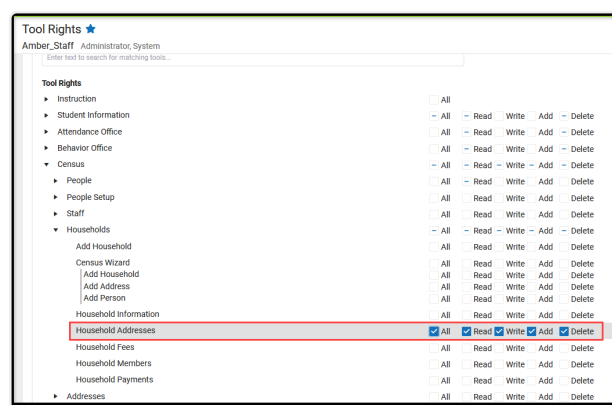 Tool Rights
Amber_Staff Administrator, System
Enter text to search for matching tools...
Tool Rights
Instruction All
Student Information All Read Write Add Delete
Attendance Office All Read Write Add Delete
Behavior Office All Read Write Add Delete
Census All Read Write Add Delete
People All Read Write Add Delete
People Setup All Read Write Add Delete
Staff All Read Write Add Delete
Households All Read Write Add Delete
Add Household All Read Write Add Delete
Census Wizard All Read Write Add Delete
Add Household All Read Write Add Delete
Add Address All Read Write Add Delete
Add Person All Read Write Add Delete
Household Information All Read Write Add Delete
Household Addresses All Read Write Add Delete
Household Fees All Read Write Add Delete
Household Members All Read Write Add Delete
Household Payments All Read Write Add Delete
Addresses All Read Write Add Delete